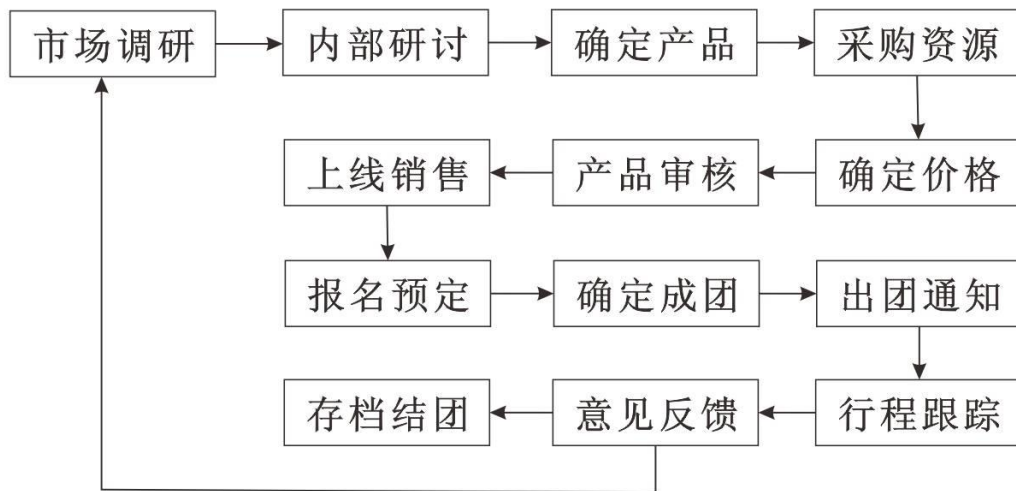 市场调研 内部研讨 确定产品 采购资源
上线销售 产品审核 确定价格
报名预定 确定成团 出团通知
存档结团 意见反馈 行程跟踪